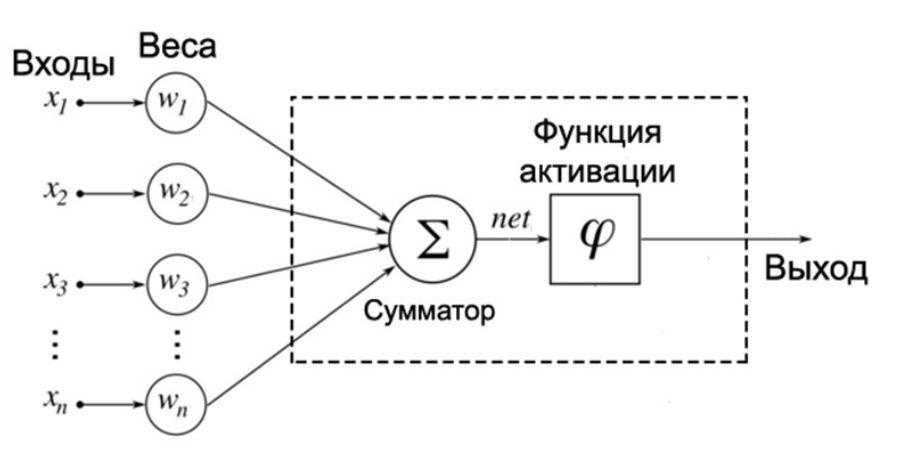 Входы
Веса
x1
w1
x2
w2
x3
w3
⋮
⋮
xn
wn
Σ
Сумматор
net
Функция
активации
φ
Выход